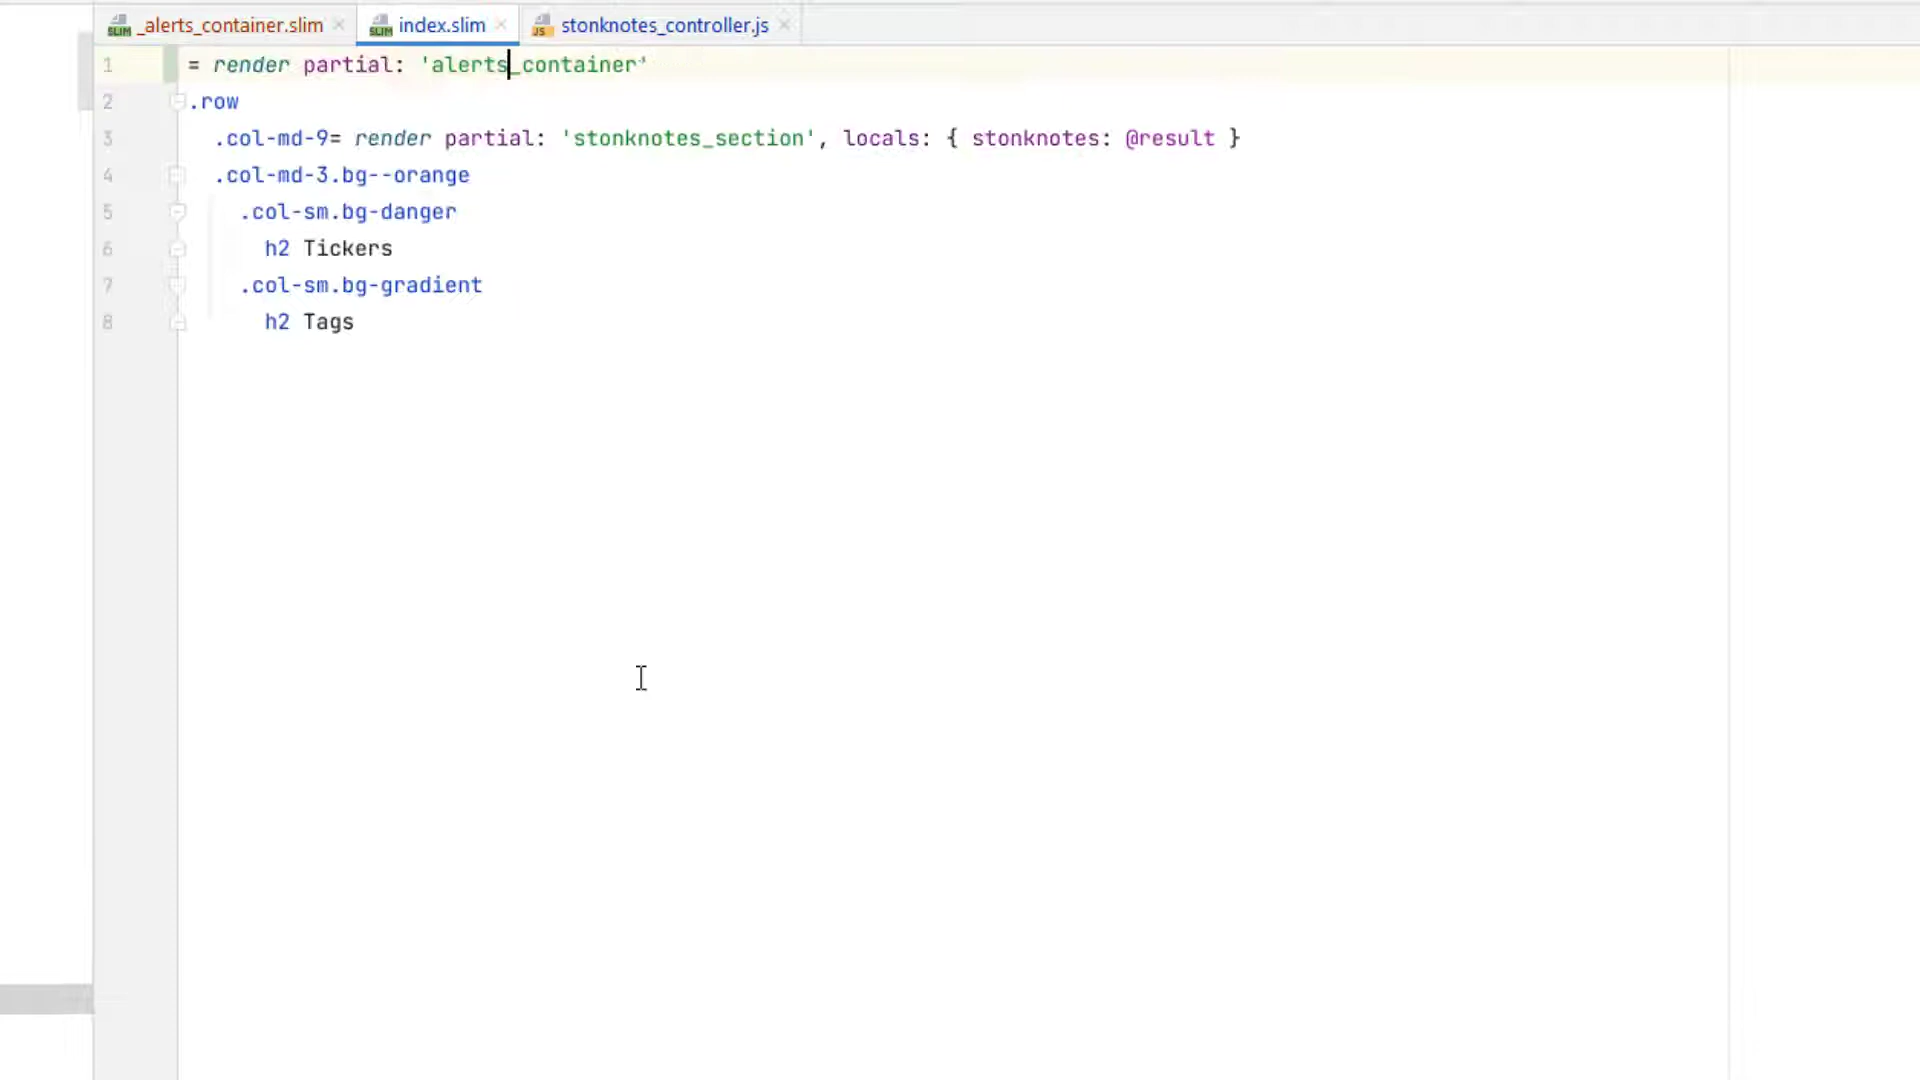 _alerts_container.slim index.slim stonknotes_controller.js
1 = render partial: 'alerts_container'
2 .row
3 .col-md-9= render partial: 'stonknotes_section', locals: { stonknotes: @result }
4 .col-md-3.bg--orange
5 .col-sm.bg-danger
6 h2 Tickers
7 .col-sm.bg-gradient
8 h2 Tags